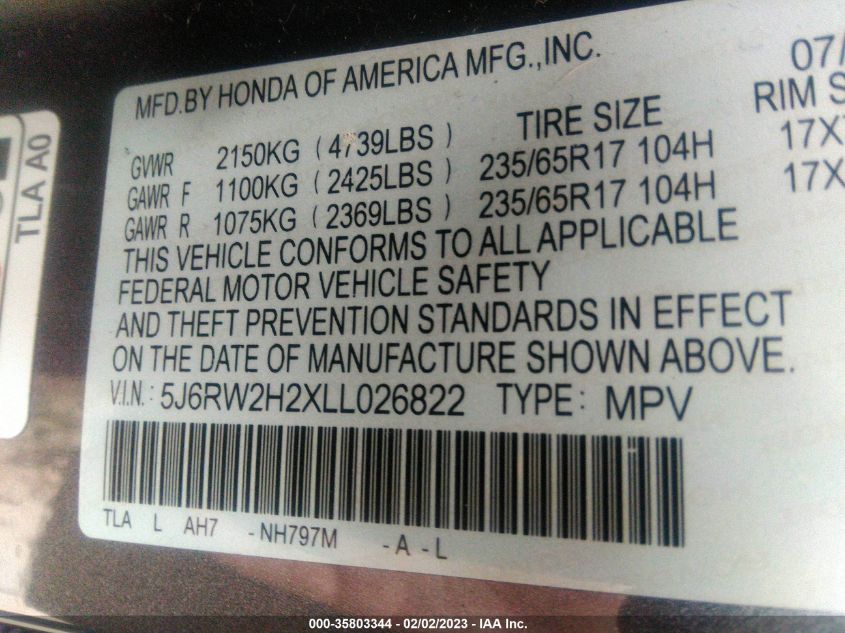 MFD.BY HONDA OF AMERICA MFG.,INC. 07/
TIRE SIZE RIM S
GVWR 2150KG (4739LBS)
GAWR F 1100KG (2425LBS) 235/65R17 104H 17X
GAWR R 1075KG (2369LBS) 235/65R17 104H 17X
THIS VEHICLE CONFORMS TO ALL APPLICABLE
FEDERAL MOTOR VEHICLE SAFETY
AND THEFT PREVENTION STANDARDS IN EFFECT
ON THE DATE OF MANUFACTURE SHOWN ABOVE.
V.I.N.: 5J6RW2H2XLL026822 TYPE: MPV
TLA L AH7 -NH797M -A-L
TLA A0
000-35803344 - 02/02/2023 - IAA Inc.